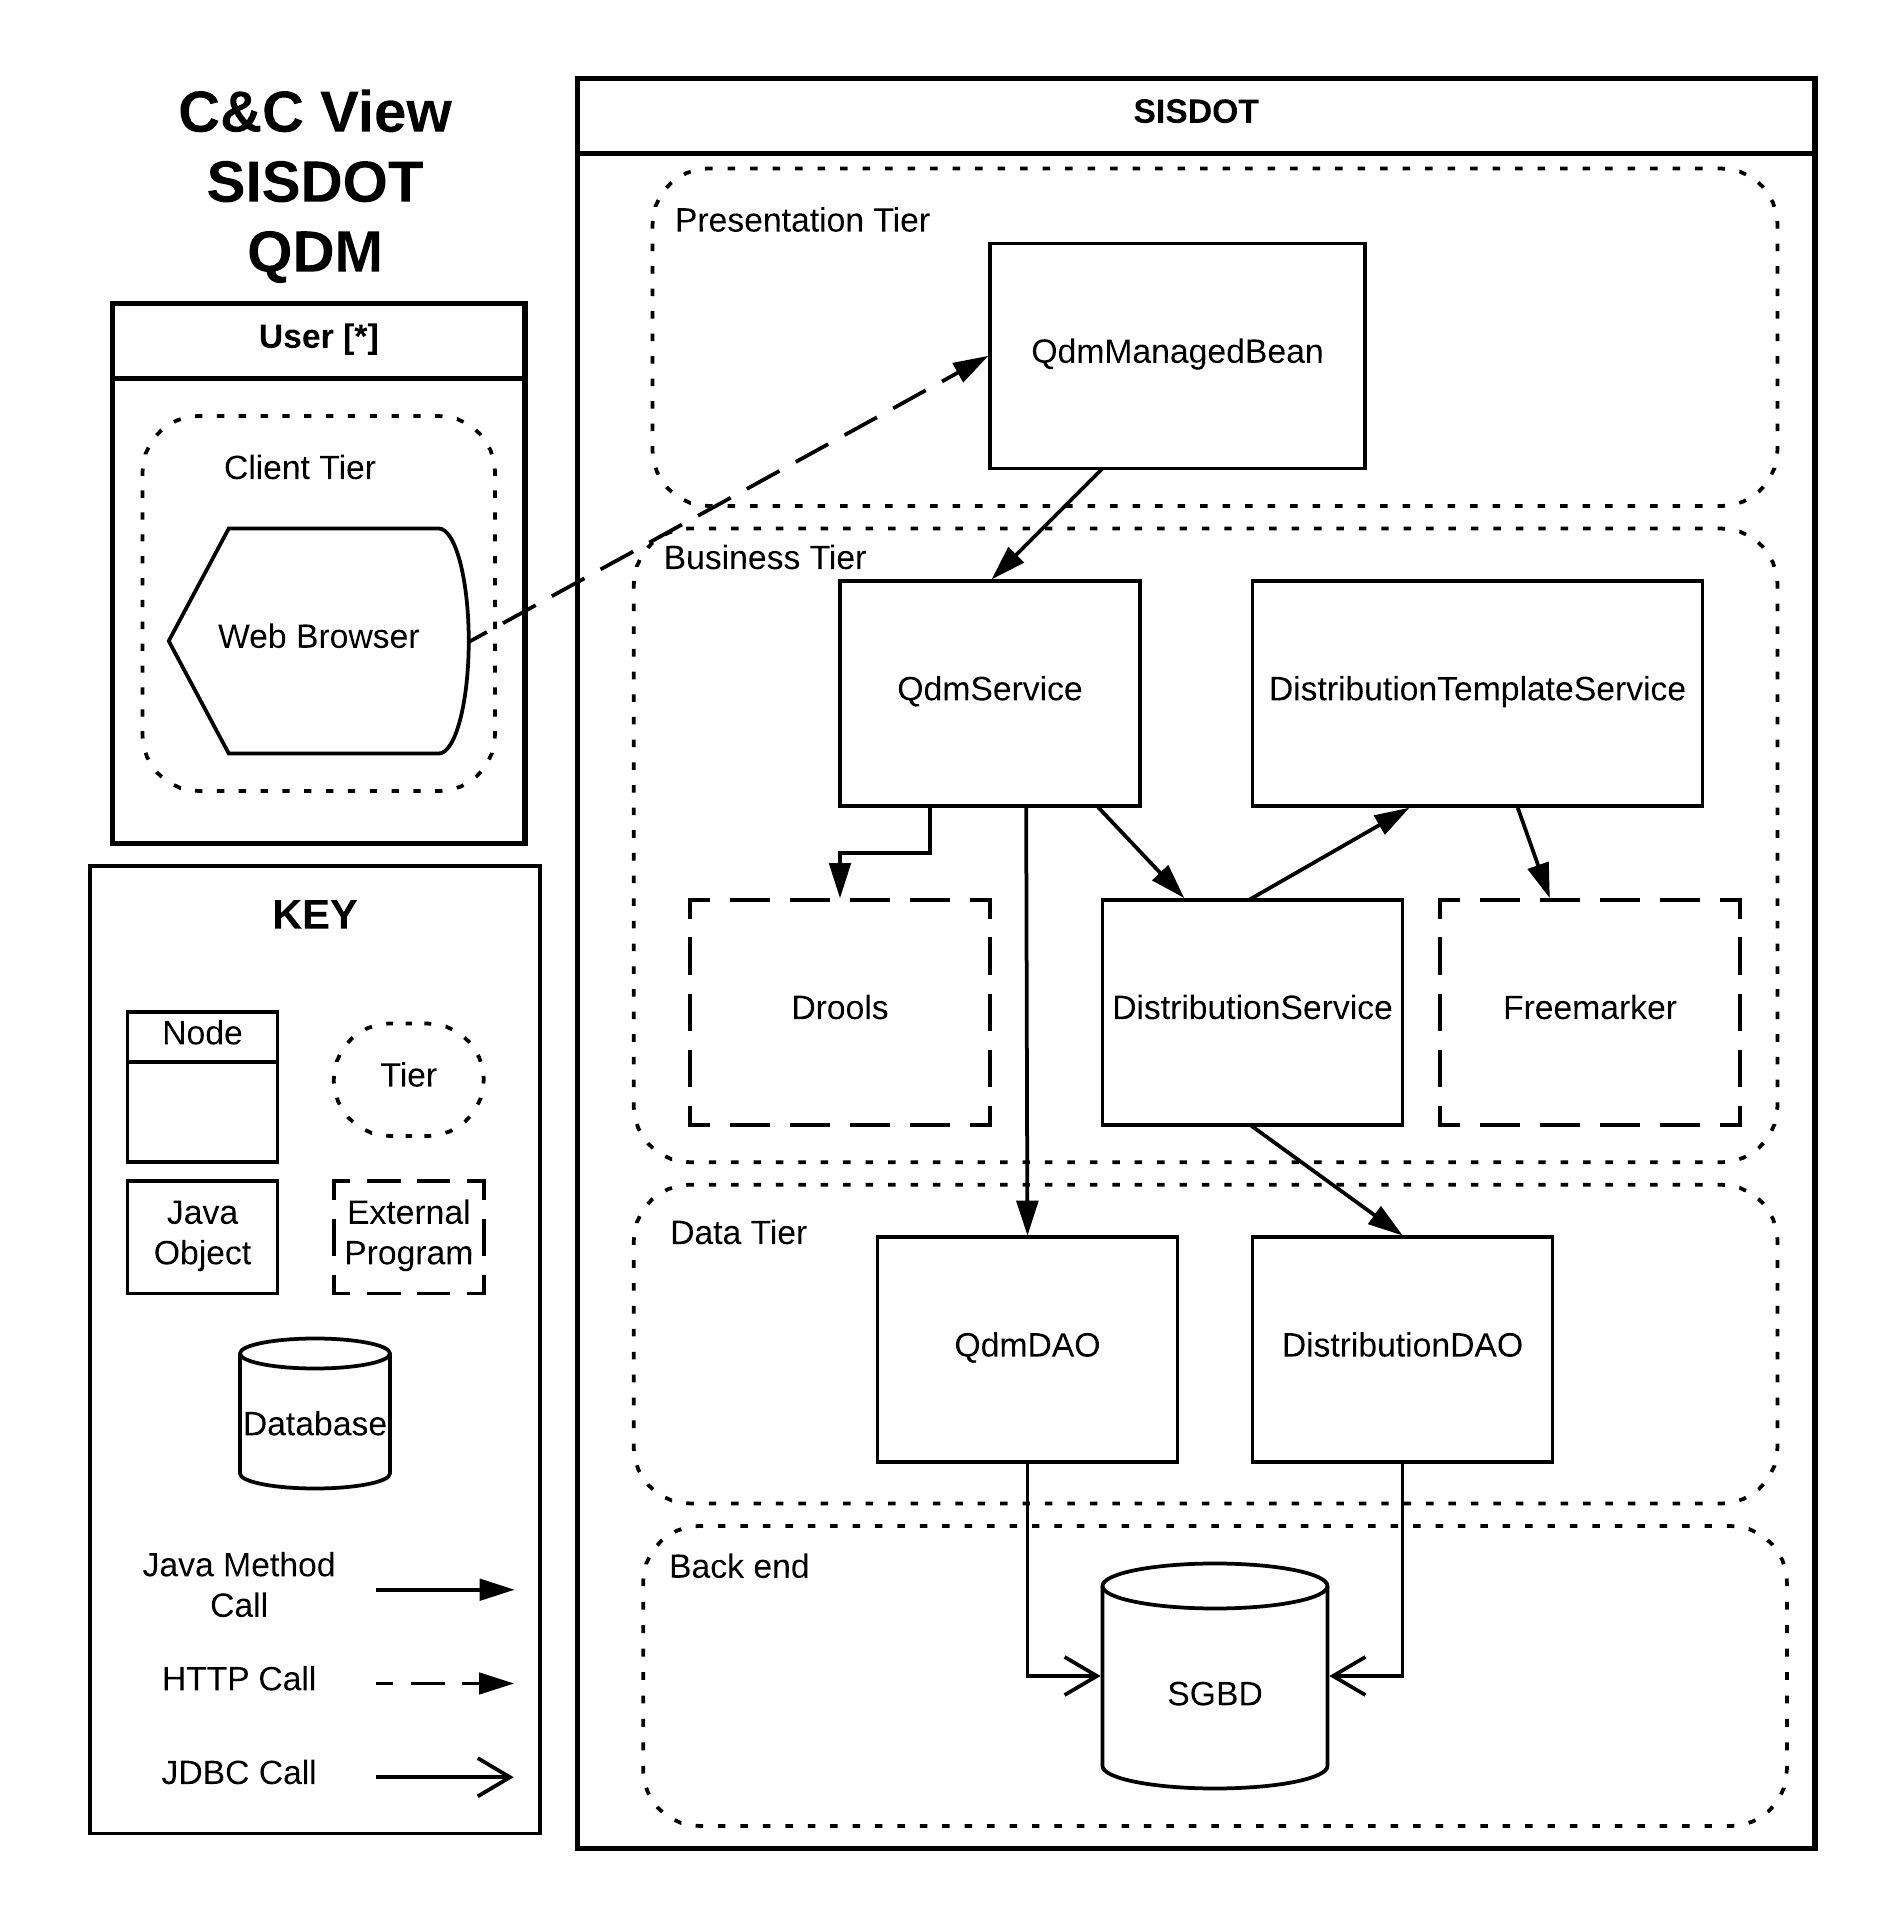 C&C View
SISDOT
QDM
User [*]
Client Tier
Web Browser
KEY
Node
Tier
Java
Object
External
Program
Database
Java Method
Call
HTTP Call
JDBC Call
SISDOT
Presentation Tier
QdmManagedBean
Business Tier
QdmService
DistributionTemplateService
Drools
DistributionService
Freemarker
Data Tier
QdmDAO
DistributionDAO
Back end
SGBD